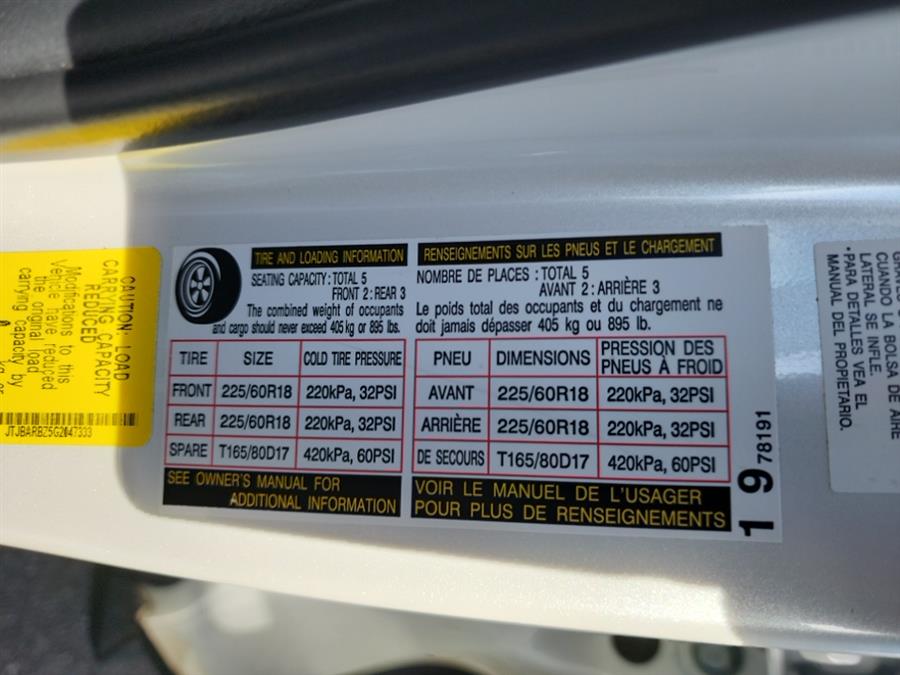 CAUTION LOAD
CARRYING CAPACITY
REDUCED
Modifications to this
Vehicle have reduced
the original load
carrying capacity by
JTJBARBZ5G2047333
TIRE AND LOADING INFORMATION
SEATING CAPACITY: TOTAL 5
FRONT 2 : REAR 3
The combined weight of occupants
and cargo should never exceed 405 kg or 895 lbs.
TIRE SIZE COLD TIRE PRESSURE
FRONT 225/60R18 220kPa, 32PSI
REAR 225/60R18 220kPa, 32PSI
SPARE T165/80D17 420kPa, 60PSI
SEE OWNER'S MANUAL FOR
ADDITIONAL INFORMATION
RENSEIGNEMENTS SUR LES PNEUS ET LE CHARGEMENT
NOMBRE DE PLACES : TOTAL 5
AVANT 2 : ARRIÈRE 3
Le poids total des occupants et du chargement ne
doit jamais dépasser 405 kg ou 895 lb.
PNEU DIMENSIONS PRESSION DES
PNEUS À FROID
AVANT 225/60R18 220kPa, 32PSI
ARRIÈRE 225/60R18 220kPa, 32PSI
DE SECOURS T165/80D17 420kPa, 60PSI
VOIR LE MANUEL DE L'USAGER
POUR PLUS DE RENSEIGNEMENTS
19 78191
CUANDO LA BOLSA DE AIRE
LATERAL SE INFLE.
•PARA DETALLES VEA EL
MANUAL DEL PROPIETARIO.